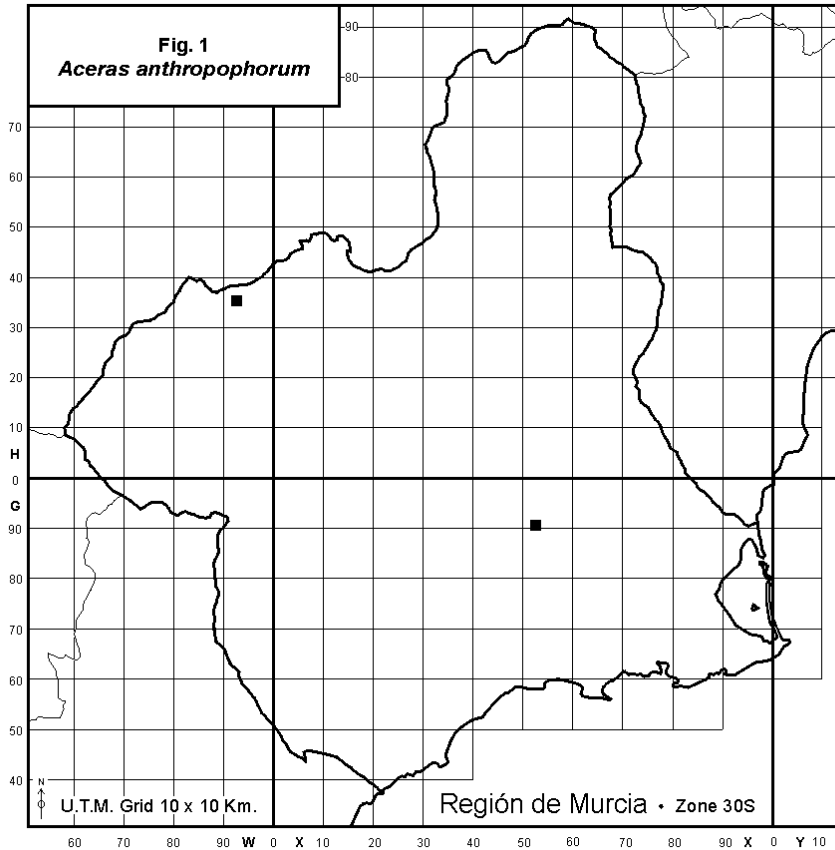 Fig. 1
Aceras anthropophorum
90
80
70
60
50
40
30
20
10
H
0
G
90
80
70
60
50
40
N
U.T.M. Grid 10 x 10 Km.
Región de Murcia • Zone 30S
60 70 80 90 W 0 X 10 20 30 40 50 60 70 80 90 X 0 Y 10